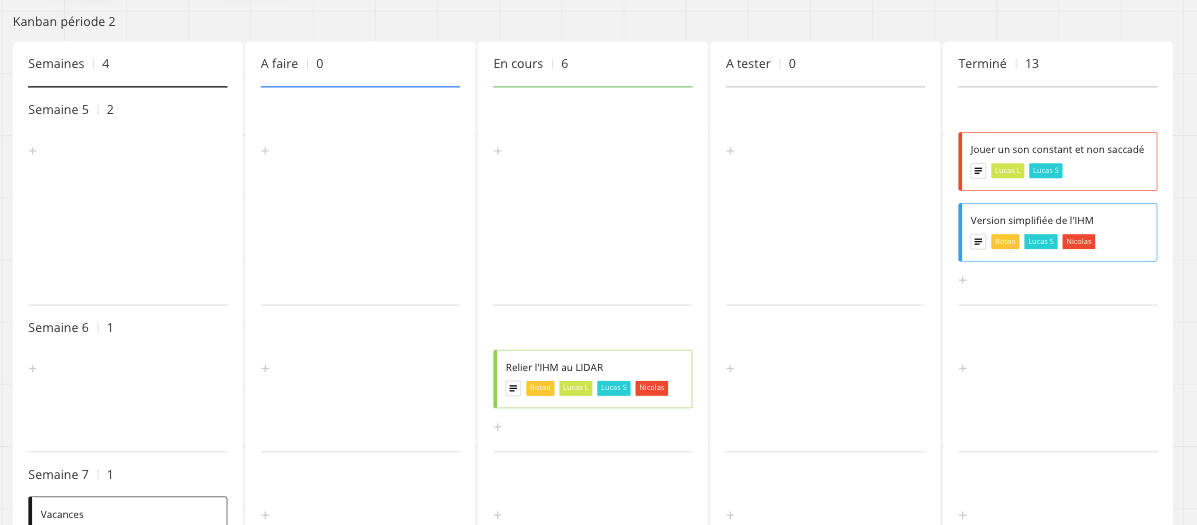 Kanban période 2
Semaines | 4
A faire | 0
En cours | 6
A tester | 0
Terminé | 13
Semaine 5 | 2
+
+
+
+
Jouer un son constant et non saccadé
Lucas L Lucas S
Version simplifiée de l'IHM
Botao Lucas S Nicolas
+
Semaine 6 | 1
+
+
Relier l'IHM au LIDAR
Botao Lucas L Lucas S Nicolas
+
+
+
Semaine 7 | 1
Vacances
+
+
+
+